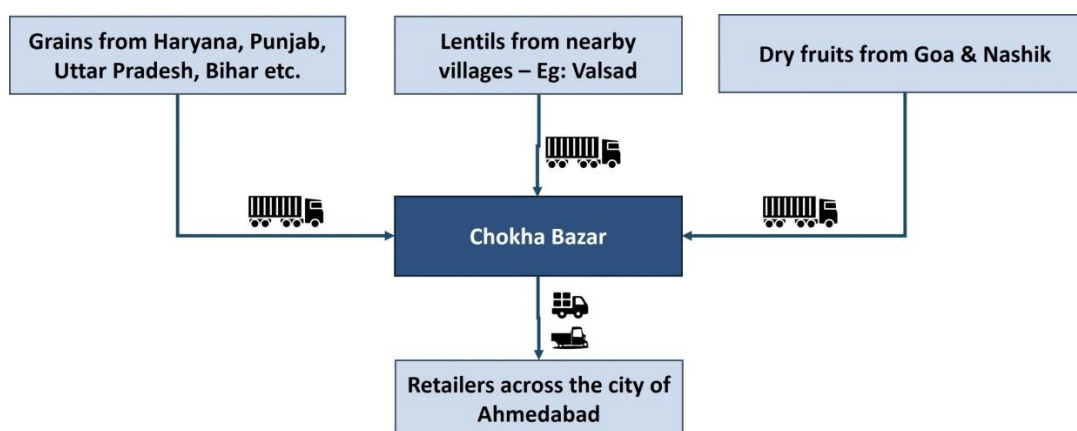 Grains from Haryana, Punjab,
Uttar Pradesh, Bihar etc.
Lentils from nearby
villages – Eg: Valsad
Dry fruits from Goa & Nashik
Chokha Bazar
Retailers across the city of
Ahmedabad